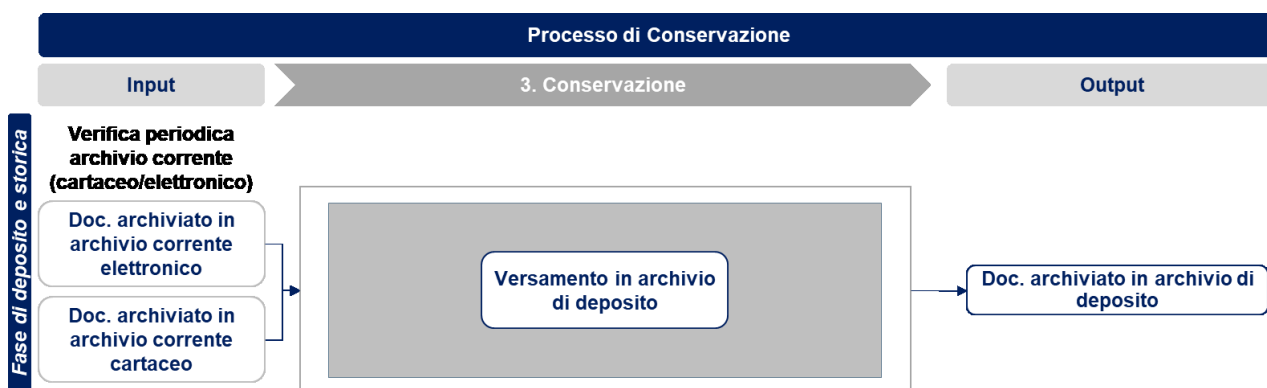 Processo di Conservazione
Input
3. Conservazione
Output
Fase di deposito e storica
Verifica periodica
archivio corrente
(cartaceo/elettronico)
Doc. archiviato in
archivio corrente
elettronico
Doc. archiviato in
archivio corrente
cartaceo
Versamento in archivio
di deposito
Doc. archiviato in archivio di
deposito